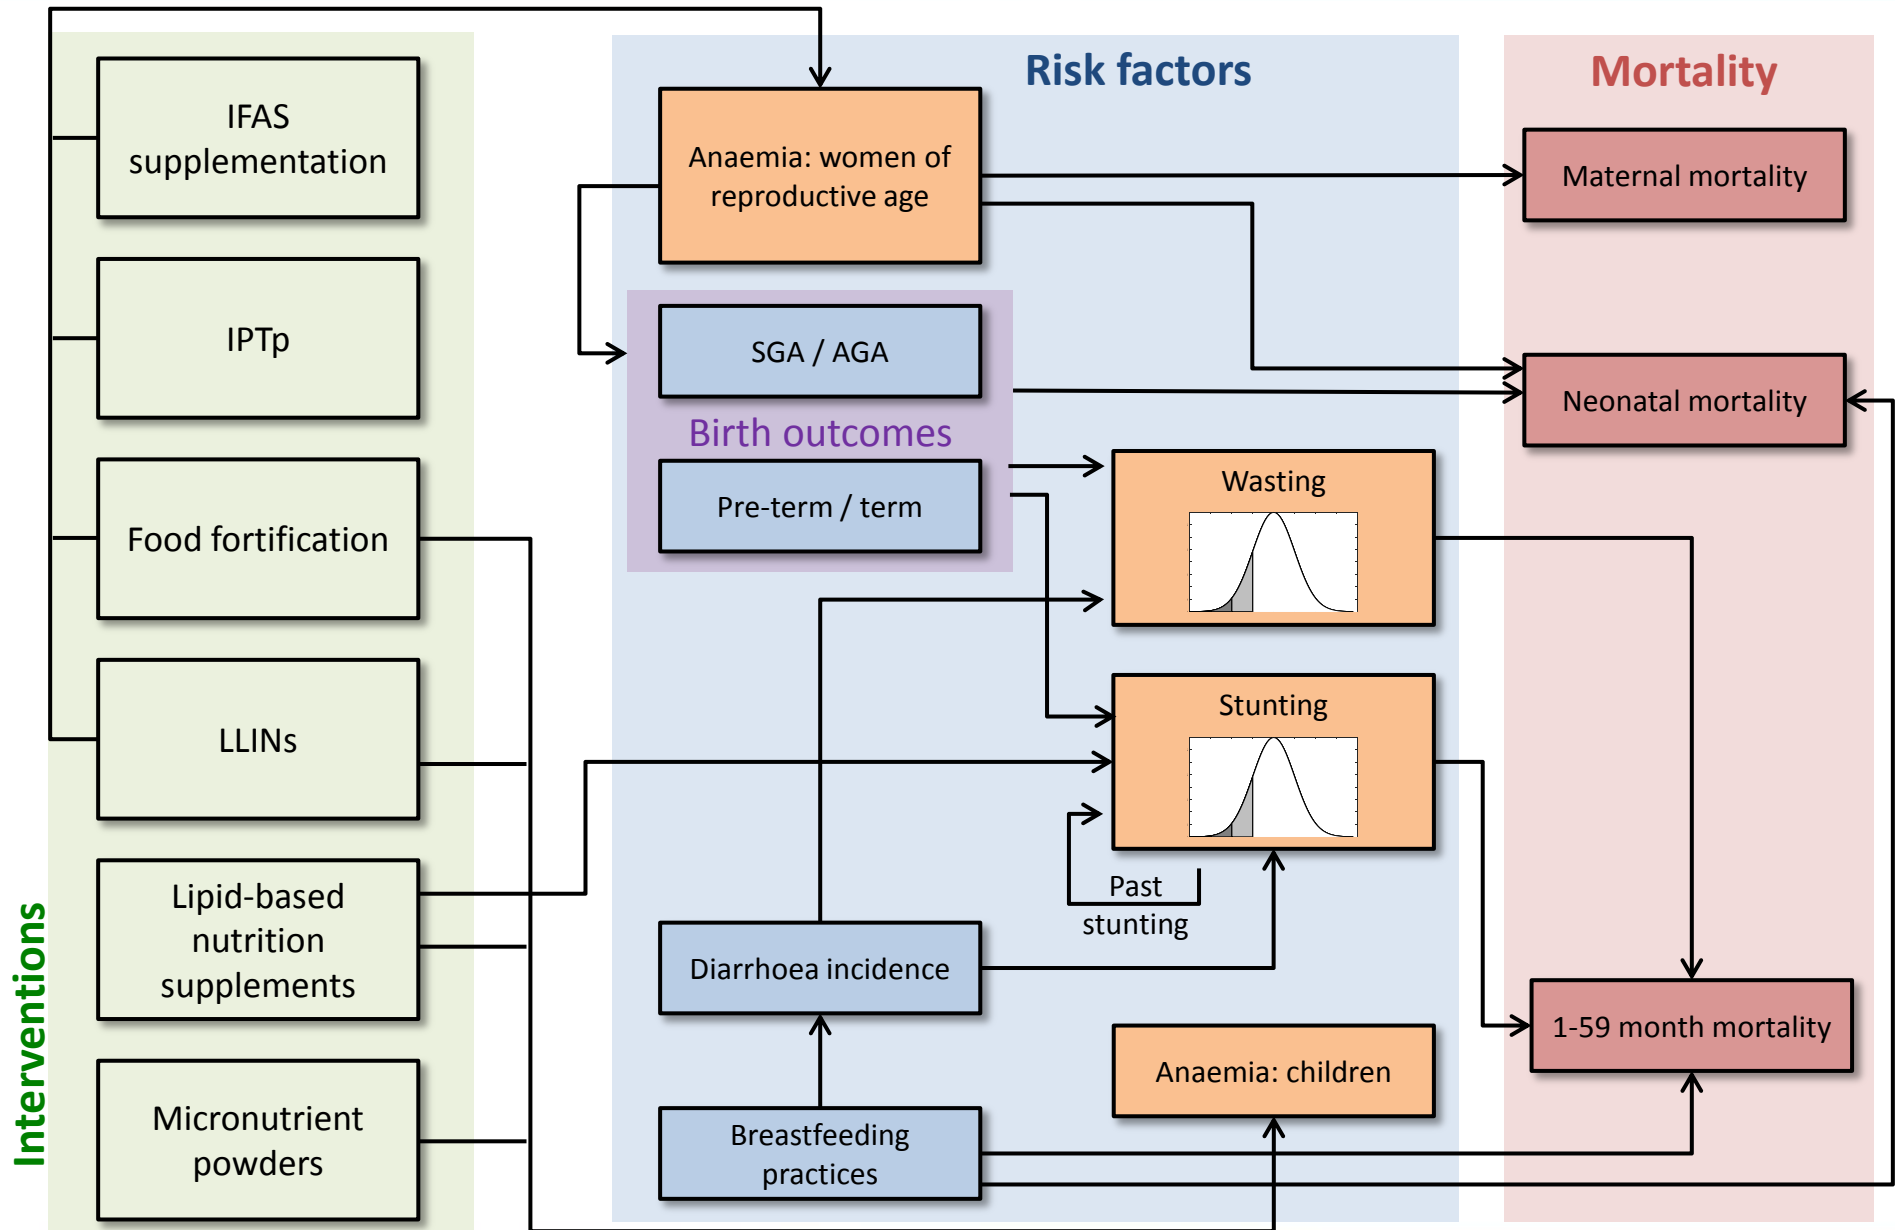 Interventions
IFAS
supplementation
IPTp
Food fortification
LLINs
Lipid-based
nutrition
supplements
Micronutrient
powders
Risk factors
Anaemia: women of
reproductive age
SGA / AGA
Birth outcomes
Pre-term / term
Wasting
Stunting
Past
stunting
Diarrhoea incidence
Anaemia: children
Breastfeeding
practices
Mortality
Maternal mortality
Neonatal mortality
1-59 month mortality